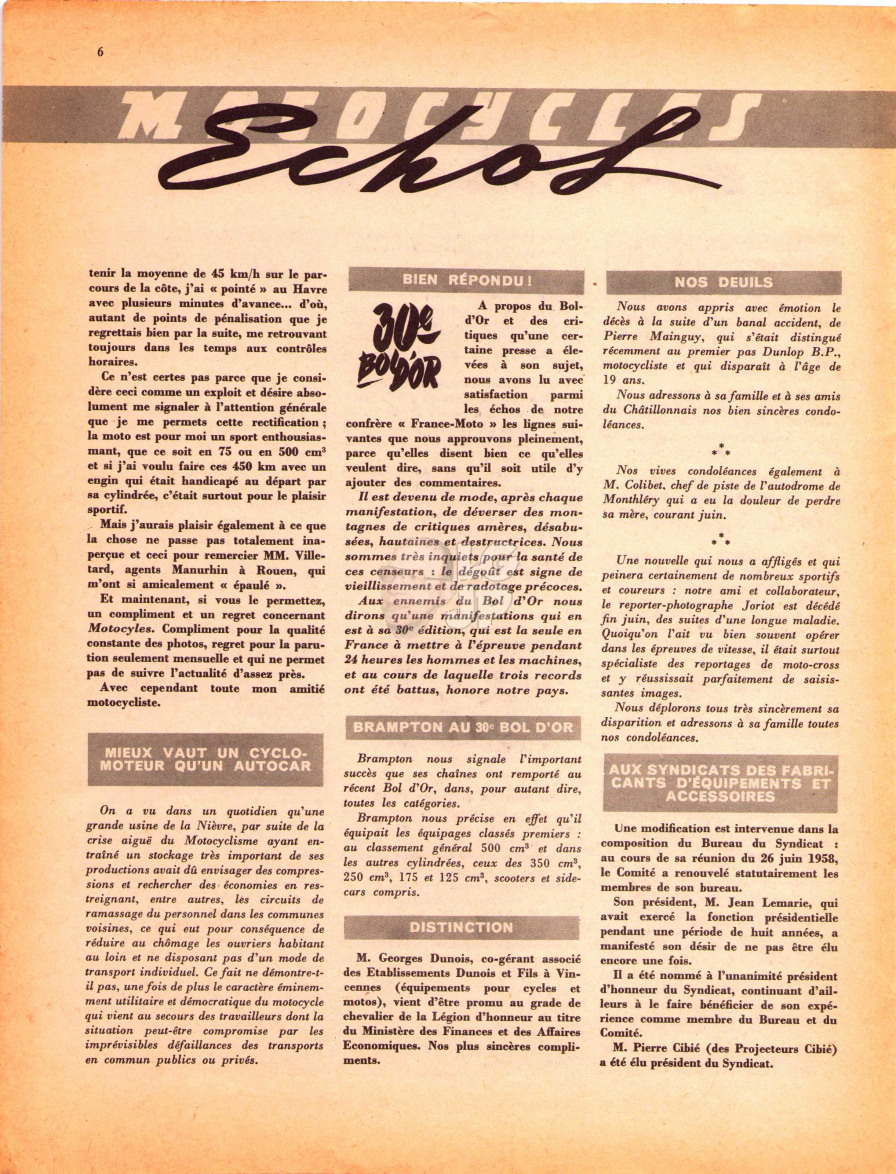 6
MOTOCYCLES
Echos
tenir la moyenne de 45 km/h sur le par-
cours de la côte, j'ai « pointé » au Havre
avec plusieurs minutes d'avance... d'où,
autant de points de pénalisation que je
regrettais bien par la suite, me retrouvant
toujours dans les temps aux contrôles
horaires.
Ce n'est certes pas parce que je consi-
dère ceci comme un exploit et désire abso-
lument me signaler à l'attention générale
que je me permets cette rectification ;
la moto est pour moi un sport enthousias-
mant, que ce soit en 75 ou en 500 cm³
et si j'ai voulu faire ces 450 km avec un
engin qui était handicapé au départ par
sa cylindrée, c'était surtout pour le plaisir
sportif.
Mais j'aurais plaisir également à ce que
la chose ne passe pas totalement ina-
perçue et ceci pour remercier MM. Ville-
tard, agents Manurhin à Rouen, qui
m'ont si amicalement « épaulé ».
Et maintenant, si vous le permettez,
un compliment et un regret concernant
Motocyles. Compliment pour la qualité
constante des photos, regret pour la paru-
tion seulement mensuelle et qui ne permet
pas de suivre l'actualité d'assez près.
Avec cependant toute mon amitié
motocycliste.
MIEUX VAUT UN CYCLO-
MOTEUR QU'UN AUTOCAR
On a vu dans un quotidien qu'une
grande usine de la Nièvre, par suite de la
crise aiguë du Motocyclisme ayant en-
traîné un stockage très important de ses
productions avait dû envisager des compres-
sions et rechercher des économies en res-
treignant, entre autres, les circuits de
ramassage du personnel dans les communes
voisines, ce qui eut pour conséquence de
réduire au chômage les ouvriers habitant
au loin et ne disposant pas d'un mode de
transport individuel. Ce fait ne démontre-t-
il pas, une fois de plus le caractère éminem-
ment utilitaire et démocratique du motocycle
qui vient au secours des travailleurs dont la
situation peut-être compromise par les
imprévisibles défaillances des transports
en commun publics ou privés.
BIEN RÉPONDU !
30e
BOL D'OR
A propos du Bol-
d'Or et des cri-
tiques qu'une cer-
taine presse a éle-
vées à son sujet,
nous avons lu avec
satisfaction parmi
les échos de notre
confrère « France-Moto » les lignes sui-
vantes que nous approuvons pleinement,
parce qu'elles disent bien ce qu'elles
veulent dire, sans qu'il soit utile d'y
ajouter des commentaires.
Il est devenu de mode, après chaque
manifestation, de déverser des mon-
tagnes de critiques amères, désabu-
sées, hautaines et destructrices. Nous
sommes très inquiets pour la santé de
ces censeurs : le dégoût est signe de
vieillissement et de radotage précoces.
Aux ennemis du Bol d'Or nous
dirons qu'une manifestations qui en
est à sa 30e édition, qui est la seule en
France à mettre à l'épreuve pendant
24 heures les hommes et les machines,
et au cours de laquelle trois records
ont été battus, honore notre pays.
BRAMPTON AU 30e BOL D'OR
Brampton nous signale l'important
succès que ses chaînes ont remporté au
récent Bol d'Or, dans, pour autant dire,
toutes les catégories.
Brampton nous précise en effet qu'il
équipait les équipages classés premiers :
au classement général 500 cm³ et dans
les autres cylindrées, ceux des 350 cm³,
250 cm³, 175 et 125 cm³, scooters et side-
cars compris.
DISTINCTION
M. Georges Dunois, co-gérant associé
des Etablissements Dunois et Fils à Vin-
cennes (équipements pour cycles et
motos), vient d'être promu au grade de
chevalier de la Légion d'honneur au titre
du Ministère des Finances et des Affaires
Economiques. Nos plus sincères compli-
ments.
NOS DEUILS
Nous avons appris avec émotion le
décès à la suite d'un banal accident, de
Pierre Mainguy, qui s'était distingué
récemment au premier pas Dunlop B.P.,
motocycliste et qui disparaît à l'âge de
19 ans.
Nous adressons à sa famille et à ses amis
du Châtillonnais nos bien sincères condo-
léances.
* * *
Nos vives condoléances également à
M. Colibet, chef de piste de l'autodrome de
Monthléry qui a eu la douleur de perdre
sa mère, courant juin.
* * *
Une nouvelle qui nous a affligés et qui
peinera certainement de nombreux sportifs
et coureurs : notre ami et collaborateur,
le reporter-photographe Joriot est décédé
fin juin, des suites d'une longue maladie.
Quoiqu'on l'ait vu bien souvent opérer
dans les épreuves de vitesse, il était surtout
spécialiste des reportages de moto-cross
et y réussissait parfaitement de saisis-
santes images.
Nous déplorons tous très sincèrement sa
disparition et adressons à sa famille toutes
nos condoléances.
AUX SYNDICATS DES FABRI-
CANTS D'ÉQUIPEMENTS ET
ACCESSOIRES
Une modification est intervenue dans la
composition du Bureau du Syndicat :
au cours de sa réunion du 26 juin 1958,
le Comité a renouvelé statutairement les
membres de son bureau.
Son président, M. Jean Lemarie, qui
avait exercé la fonction présidentielle
pendant une période de huit années, a
manifesté son désir de ne pas être élu
encore une fois.
Il a été nommé à l'unanimité président
d'honneur du Syndicat, continuant d'ail-
leurs à le faire bénéficier de son expé-
rience comme membre du Bureau et du
Comité.
M. Pierre Cibié (des Projecteurs Cibié)
a été élu président du Syndicat.